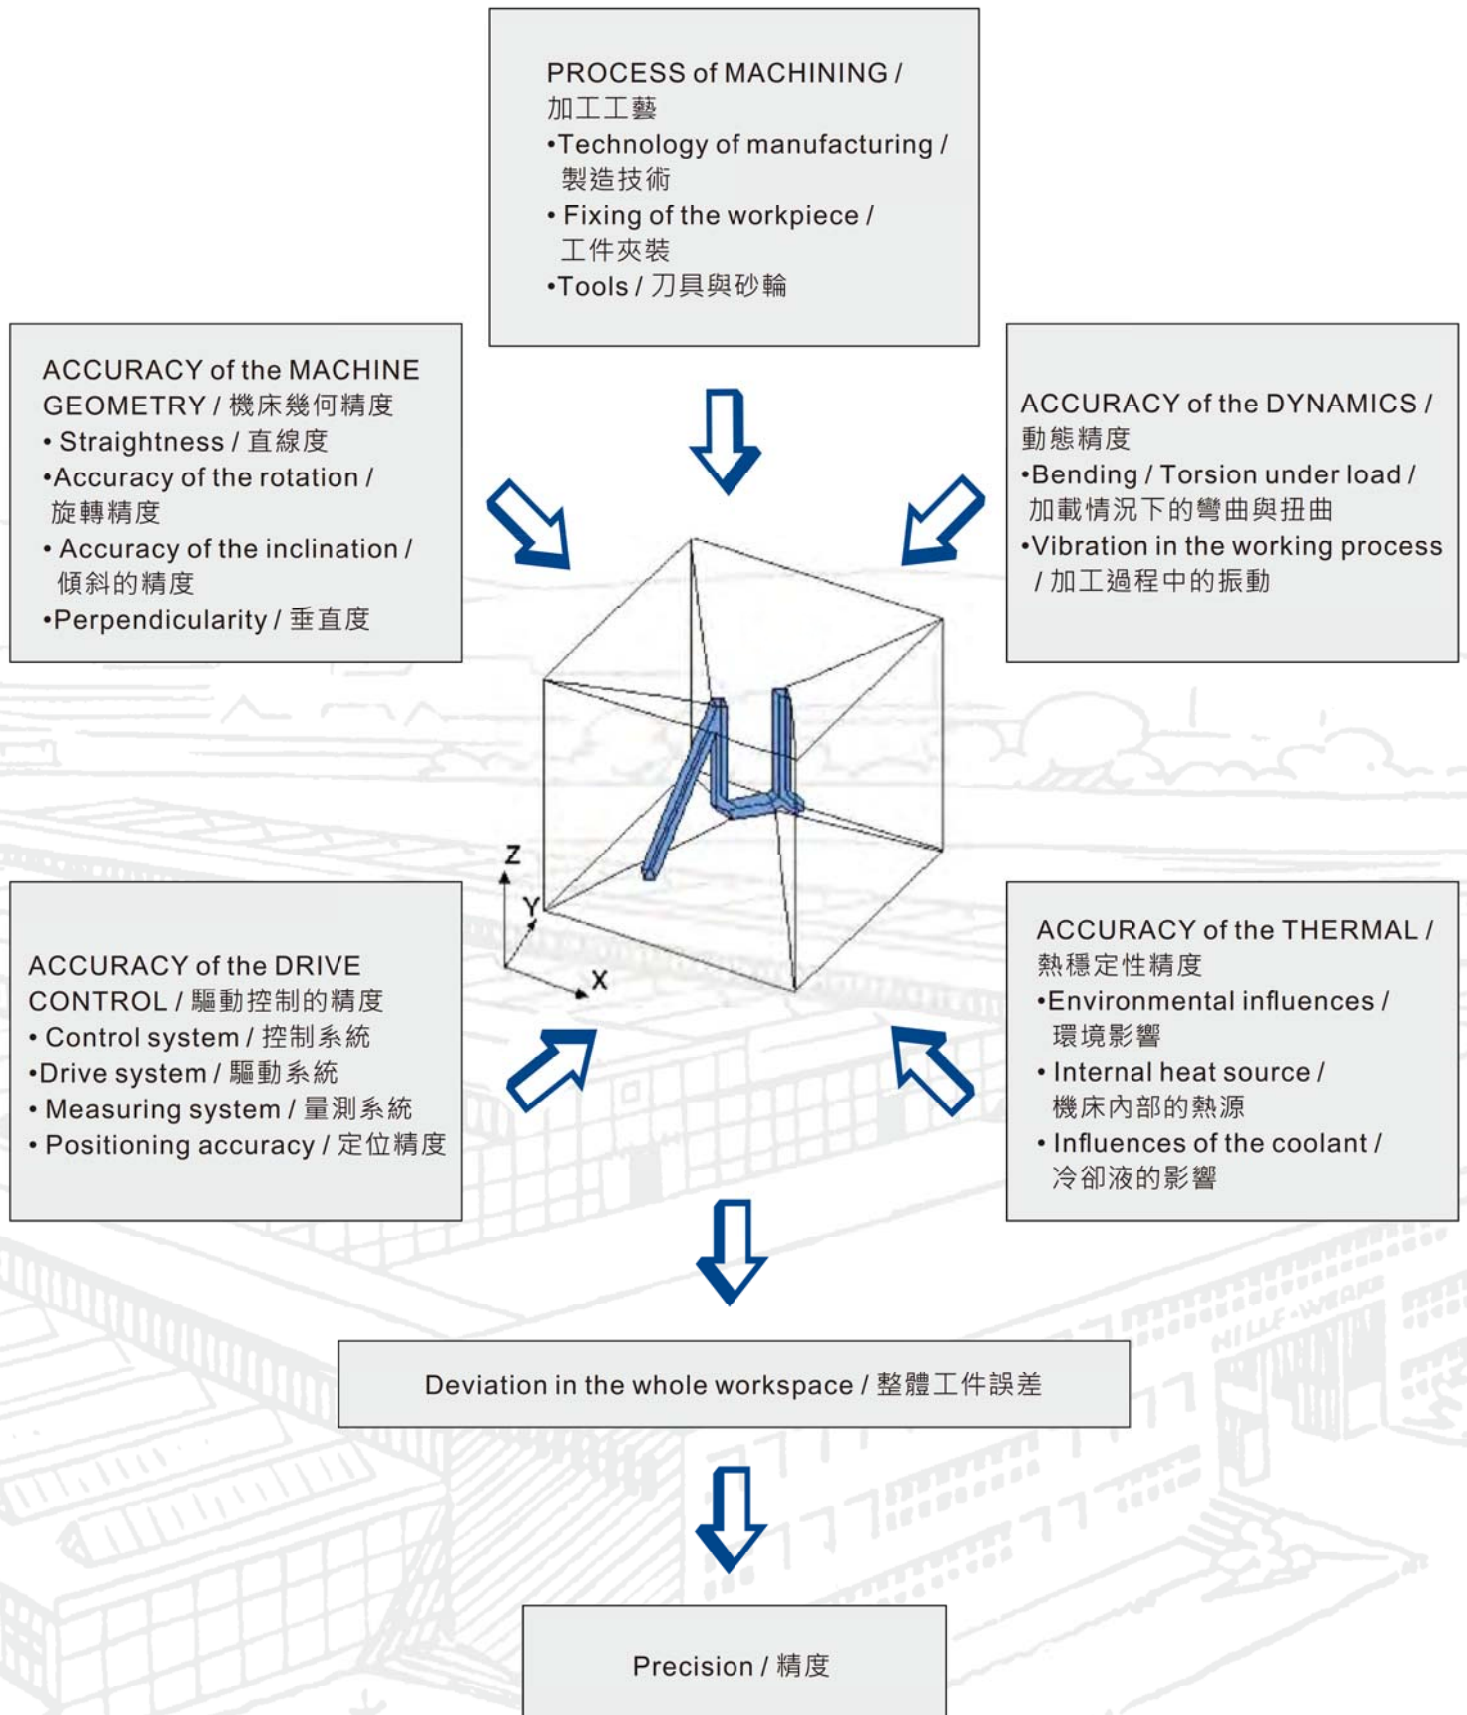 PROCESS of MACHINING /
加工工藝
•Technology of manufacturing /
製造技術
• Fixing of the workpiece /
工件夾裝
•Tools / 刀具與砂輪
ACCURACY of the MACHINE
GEOMETRY / 機床幾何精度
• Straightness / 直線度
•Accuracy of the rotation /
旋轉精度
• Accuracy of the inclination /
傾斜的精度
•Perpendicularity / 垂直度
ACCURACY of the DYNAMICS /
動態精度
•Bending / Torsion under load /
加載情況下的彎曲與扭曲
•Vibration in the working process
/ 加工過程中的振動
μ
Z
Y
X
ACCURACY of the DRIVE
CONTROL / 驅動控制的精度
• Control system / 控制系統
•Drive system / 驅動系統
• Measuring system / 量測系統
• Positioning accuracy / 定位精度
ACCURACY of the THERMAL /
熱穩定性精度
•Environmental influences /
環境影響
• Internal heat source /
機床內部的熱源
• Influences of the coolant /
冷卻液的影響
HILLE-WERKE
Deviation in the whole workspace / 整體工件誤差
Precision / 精度